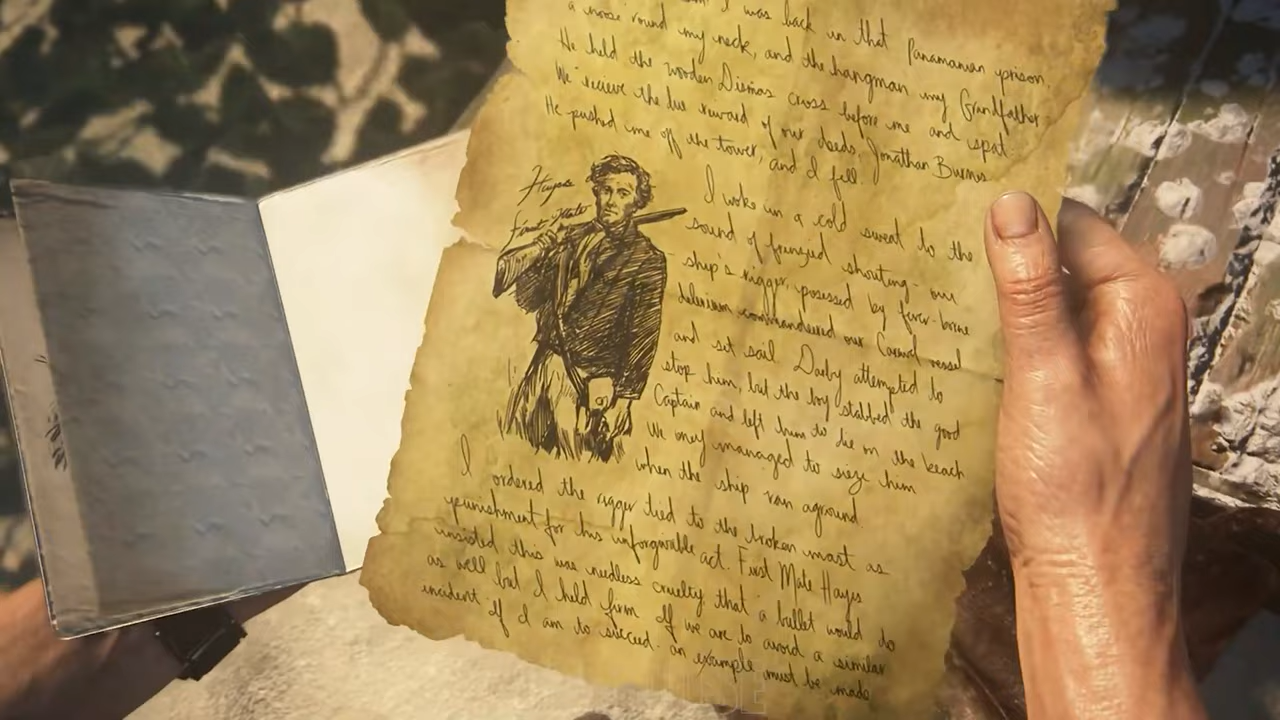 I was back in that Panamanian prison,
a noose 'round my neck, and the hangman my Grandfather
He held the wooden Dismas cross before me and spat:
"We recieve the due reward of our deeds, Jonathan Burnes."
He pushed me off the tower, and I fell.
Hayes
First Mate
I woke in a cold sweat to the
sound of frenzied shouting - our
ship's rigger, posessed by fever-borne
delerium commandeered our Caravel vessel
and set sail. Darby attempted to
stop him, but the boy stabbed the good
Captain and left him to die on the beach
We only managed to siege him
when the ship ran aground.
I ordered the rigger tied to the broken mast as
punishment for this unforgivable act. First Mate Hayes
insisted this was needless cruelty, that a bullet would do
as well but I held firm. If we are to avoid a similar
incident - If I am to succeed - an example must be made